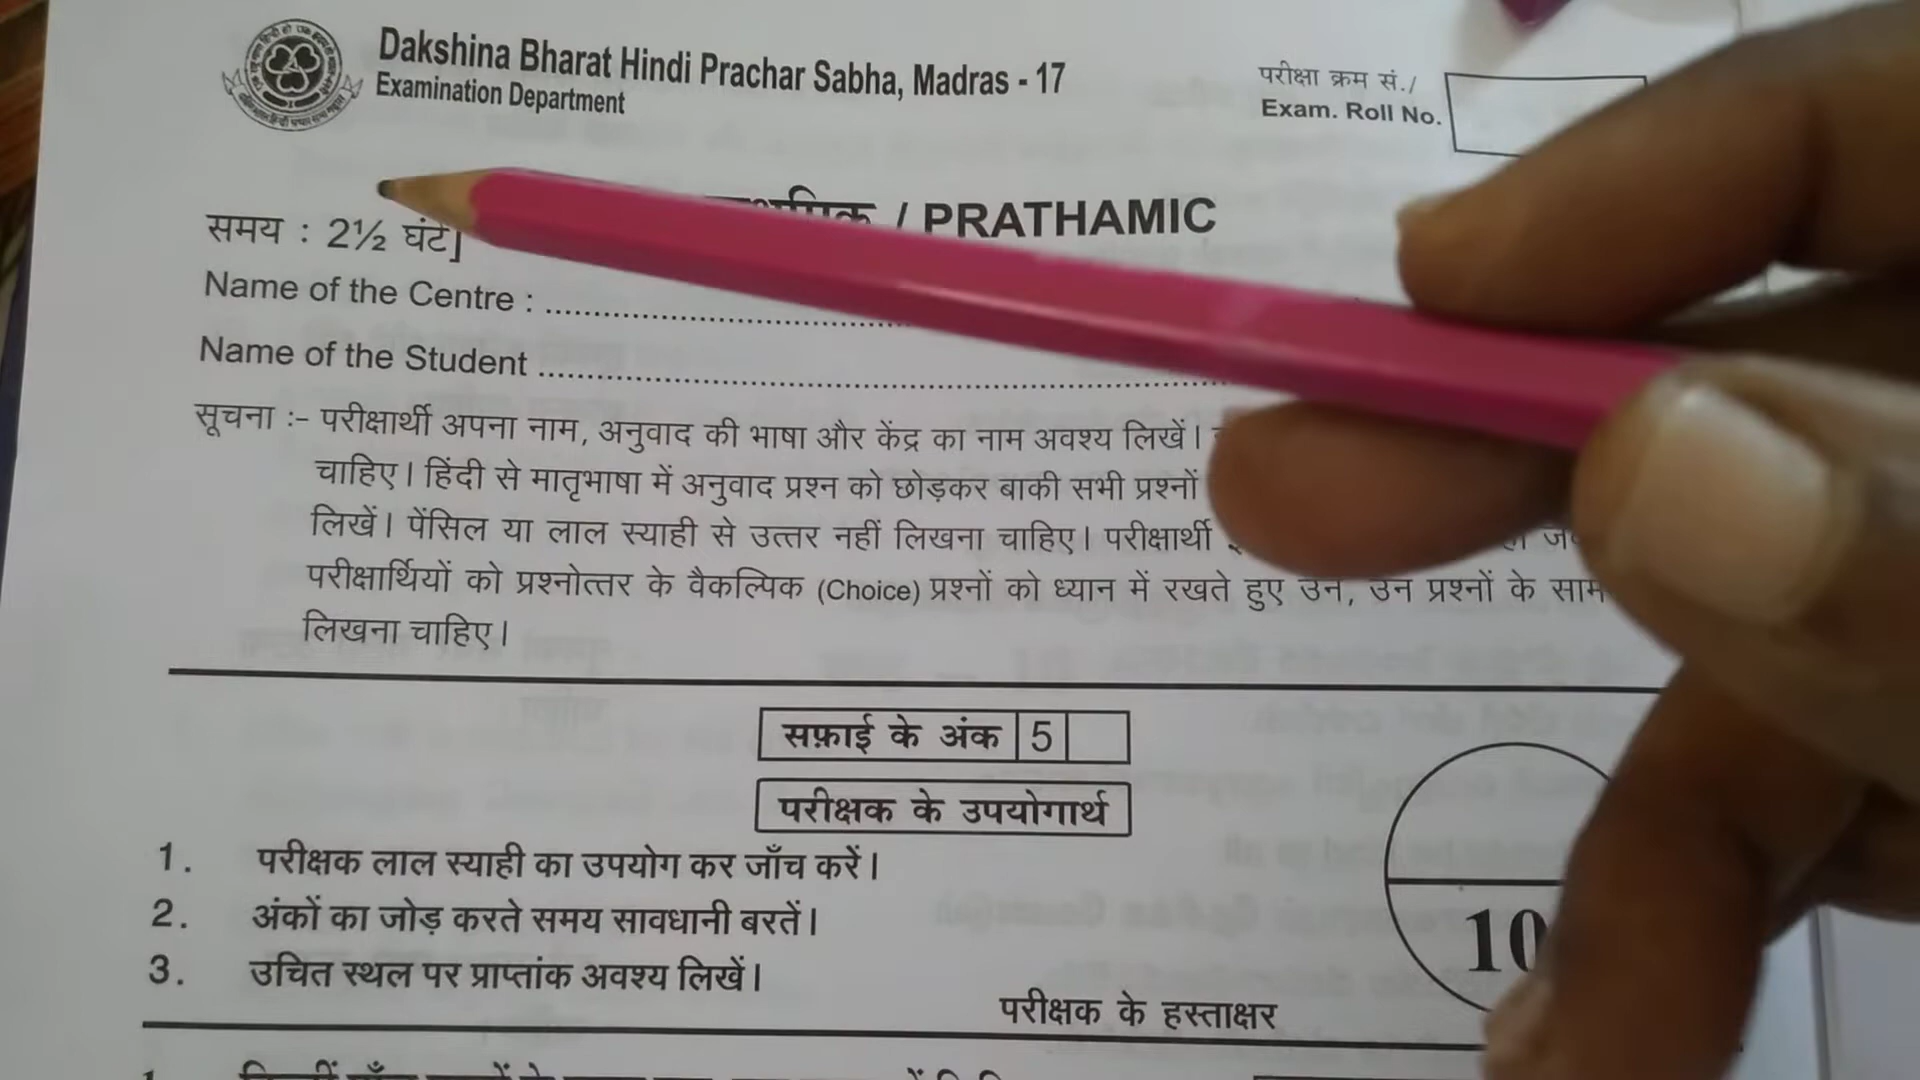 Dakshina Bharat Hindi Prachar Sabha, Madras - 17
Examination Department
परीक्षा क्रम सं./
Exam. Roll No.
/ PRATHAMIC
समय : 2½ घंटे]
Name of the Centre : ........................................
Name of the Student ............................................................
सूचना :- परीक्षार्थी अपना नाम, अनुवाद की भाषा और केंद्र का नाम अवश्य लिखें।
चाहिए। हिंदी से मातृभाषा में अनुवाद प्रश्न को छोड़कर बाकी सभी प्रश्नों
लिखें। पेंसिल या लाल स्याही से उत्तर नहीं लिखना चाहिए। परीक्षार्थी
परीक्षार्थियों को प्रश्नोत्तर के वैकल्पिक (Choice) प्रश्नों को ध्यान में रखते हुए उन, उन प्रश्नों के
लिखना चाहिए।
सफ़ाई के अंक 5
परीक्षक के उपयोगार्थ
1. परीक्षक लाल स्याही का उपयोग कर जाँच करें।
2. अंकों का जोड़ करते समय सावधानी बरतें।
3. उचित स्थल पर प्राप्तांक अवश्य लिखें।
10
परीक्षक के हस्ताक्षर